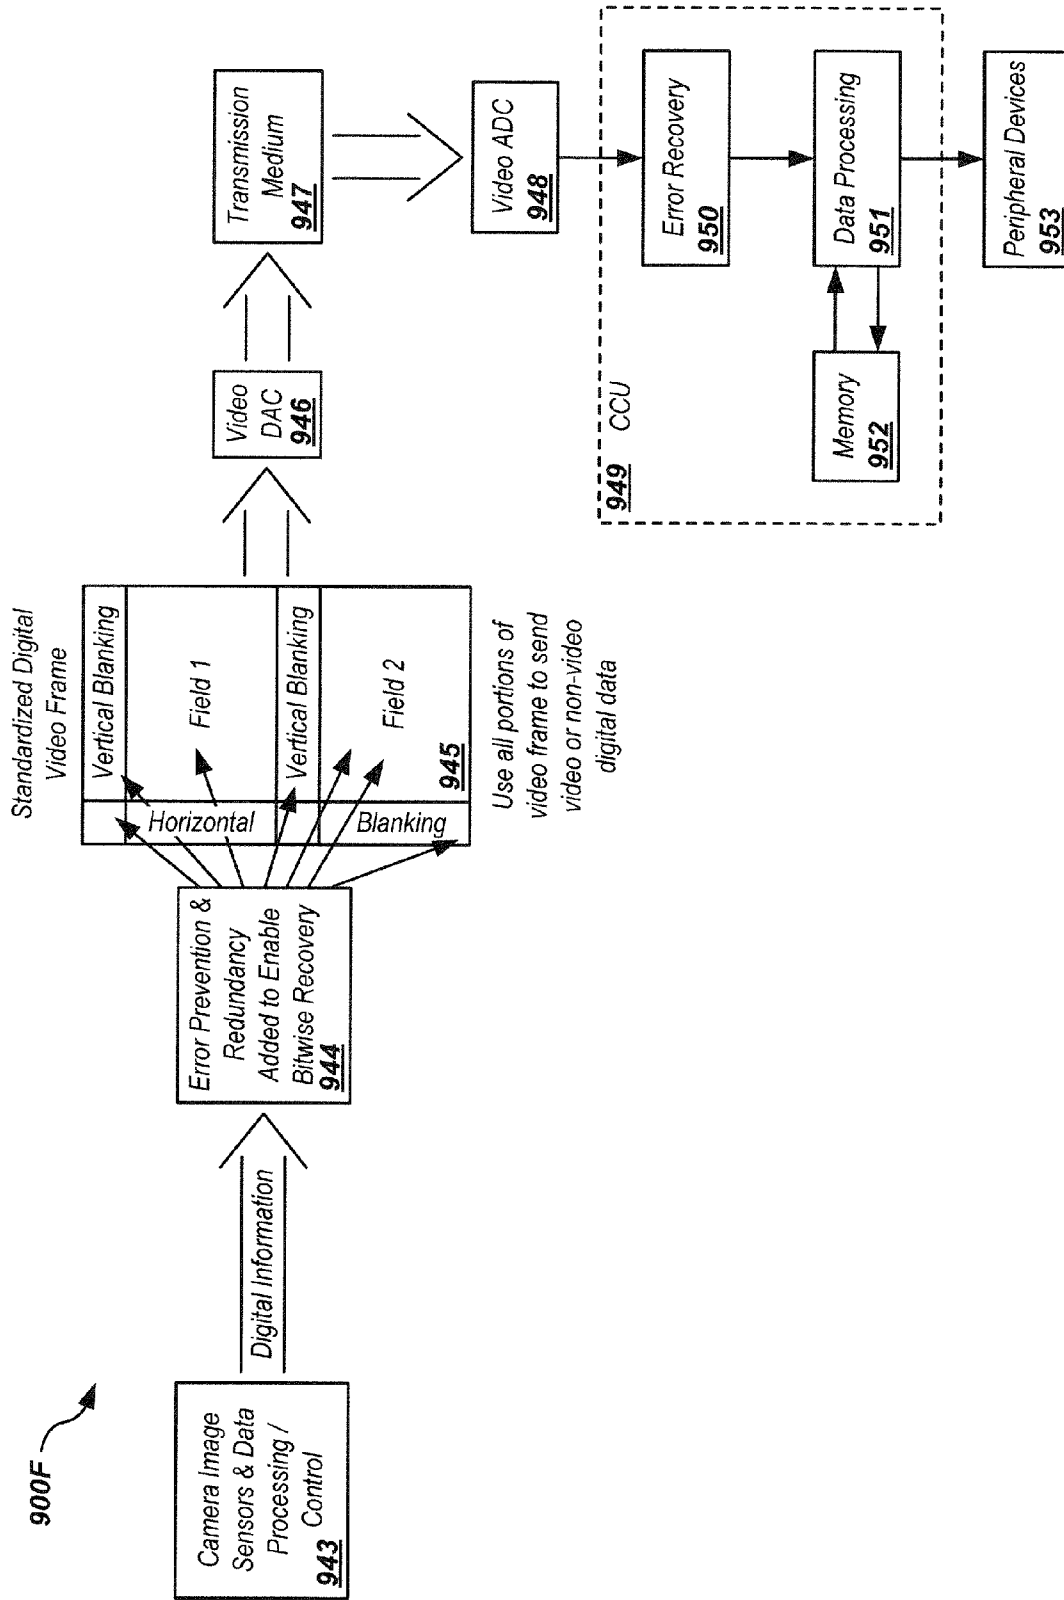 900F
Camera Image
Sensors & Data
Processing /
Control
943
Digital Information
Error Prevention &
Redundancy
Added to Enable
Bitwise Recovery
944
Standardized Digital
Video Frame
Vertical Blanking
Horizontal
Field 1
Vertical Blanking
Blanking
Field 2
945
Use all portions of
video frame to send
video or non-video
digital data
Video
DAC
946
Transmission
Medium
947
Video ADC
948
949 CCU
Error Recovery
950
Data Processing
951
Memory
952
Peripheral Devices
953